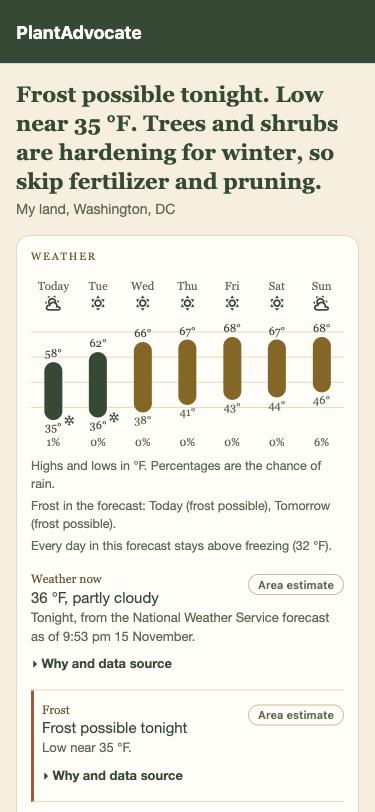 PlantAdvocate
Frost possible tonight. Low
near 35 °F. Trees and shrubs
are hardening for winter, so
skip fertilizer and pruning.
My land, Washington, DC
WEATHER
Today Tue Wed Thu Fri Sat Sun
58° 62° 66° 67° 68° 67° 68°
35° 36° 38° 41° 43° 44° 46°
1% 0% 0% 0% 0% 0% 6%
Highs and lows in °F. Percentages are the chance of
rain.
Frost in the forecast: Today (frost possible), Tomorrow
(frost possible).
Every day in this forecast stays above freezing (32 °F).
Weather now
Area estimate
36 °F, partly cloudy
Tonight, from the National Weather Service forecast
as of 9:53 pm 15 November.
Why and data source
Frost
Area estimate
Frost possible tonight
Low near 35 °F.
Why and data source